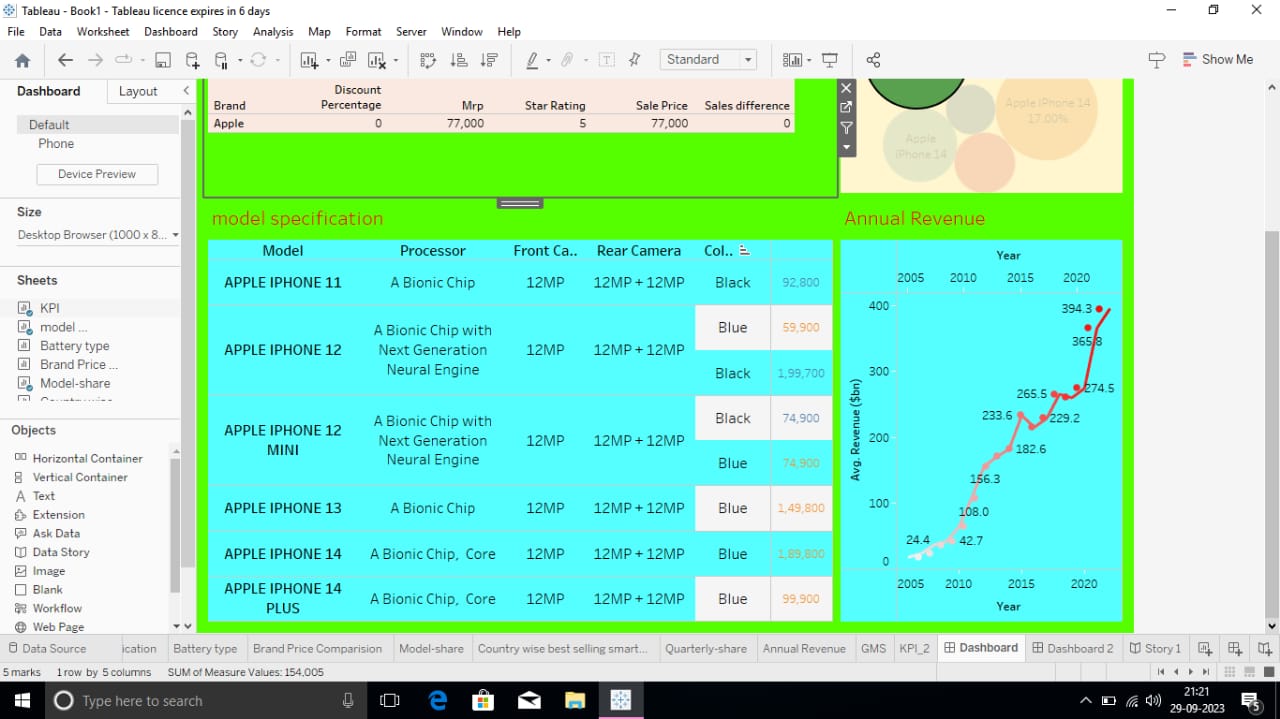 Tableau - Book1 - Tableau licence expires in 6 days
File Data Worksheet Dashboard Story Analysis Map Format Server Window Help
Standard
Show Me
Dashboard Layout
Default
Phone
Device Preview
Size
Desktop Browser (1000 x 8...
Sheets
KPI
model ...
Battery type
Brand Price ...
Model-share
Objects
Horizontal Container
Vertical Container
Text
Extension
Ask Data
Data Story
Image
Blank
Workflow
Web Page
Discount
Brand Percentage Mrp Star Rating Sale Price Sales difference
Apple 0 77,000 5 77,000 0
Apple iPhone 14
17.00%
Apple
iPhone 14
model specification
Model Processor Front Ca.. Rear Camera Col..
APPLE IPHONE 11 A Bionic Chip 12MP 12MP + 12MP Black 92,800
APPLE IPHONE 12 A Bionic Chip with Next Generation Neural Engine 12MP 12MP + 12MP Blue 59,900
Black 1,99,700
APPLE IPHONE 12 MINI A Bionic Chip with Next Generation Neural Engine 12MP 12MP + 12MP Black 74,900
Blue 74,900
APPLE IPHONE 13 A Bionic Chip 12MP 12MP + 12MP Blue 1,49,800
APPLE IPHONE 14 A Bionic Chip, Core 12MP 12MP + 12MP Blue 1,89,800
APPLE IPHONE 14 PLUS A Bionic Chip, Core 12MP 12MP + 12MP Blue 99,900
Annual Revenue
Year
2005 2010 2015 2020
400
300
200
100
0
Avg. Revenue ($bn)
394.3
365.8
274.5
265.5
233.6
229.2
182.6
156.3
108.0
24.4
42.7
2005 2010 2015 2020
Year
Data Source ication Battery type Brand Price Comparision Model-share Country wise best selling smart... Quarterly-share Annual Revenue GMS KPI_2 Dashboard Dashboard 2 Story 1
5 marks 1 row by 5 columns SUM of Measure Values: 154,005
Type here to search
21:21
29-09-2023
5